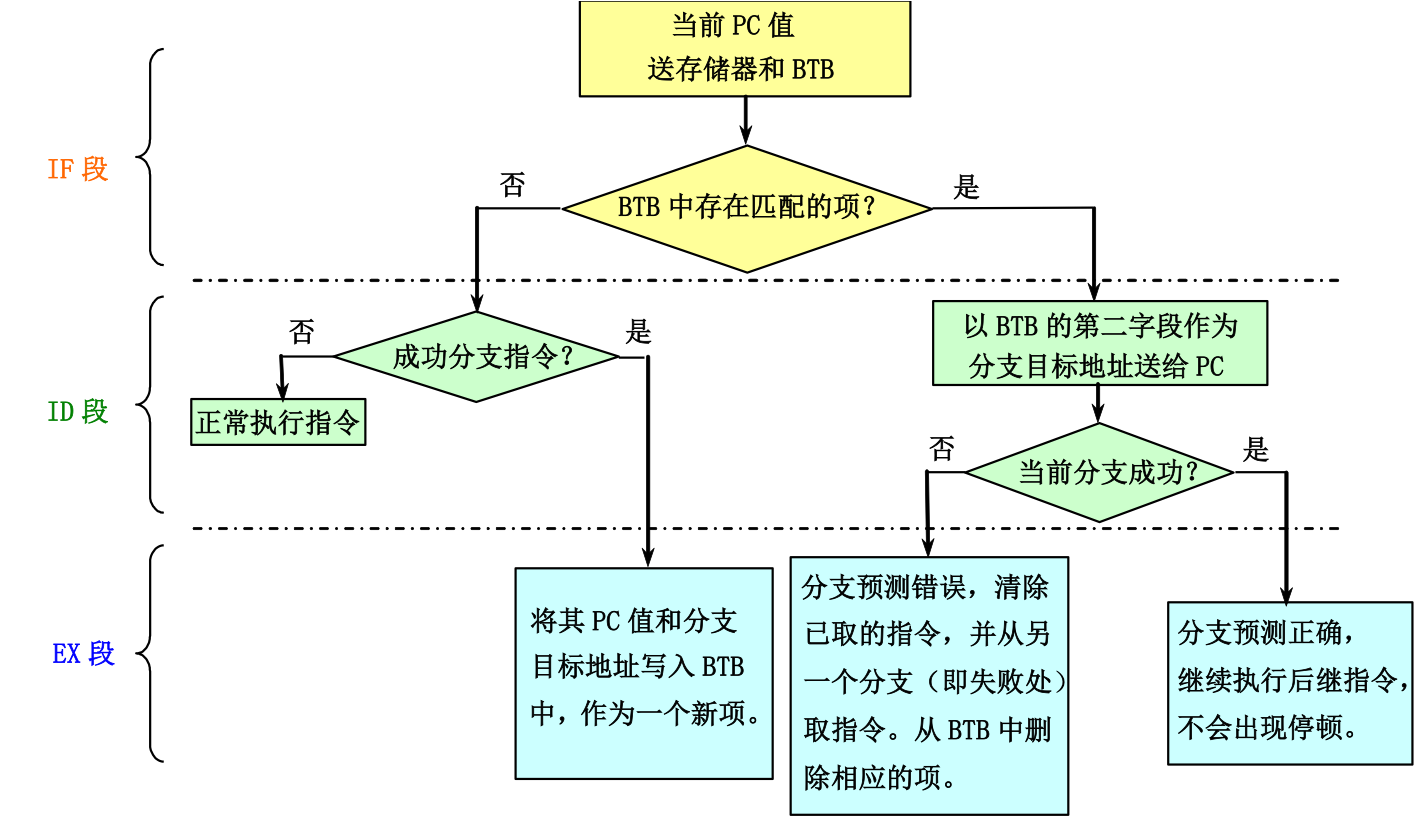 当前 PC 值
送存储器和 BTB
IF 段
否
BTB 中存在匹配的项?
是
ID 段
否
成功分支指令?
是
正常执行指令
以 BTB 的第二字段作为
分支目标地址送给 PC
否
当前分支成功?
是
EX 段
将其 PC 值和分支
目标地址写入 BTB
中，作为一个新项。
分支预测错误，清除
已取的指令，并从另
一个分支（即失败处）
取指令。从 BTB 中删
除相应的项。
分支预测正确，
继续执行后继指令，
不会出现停顿。